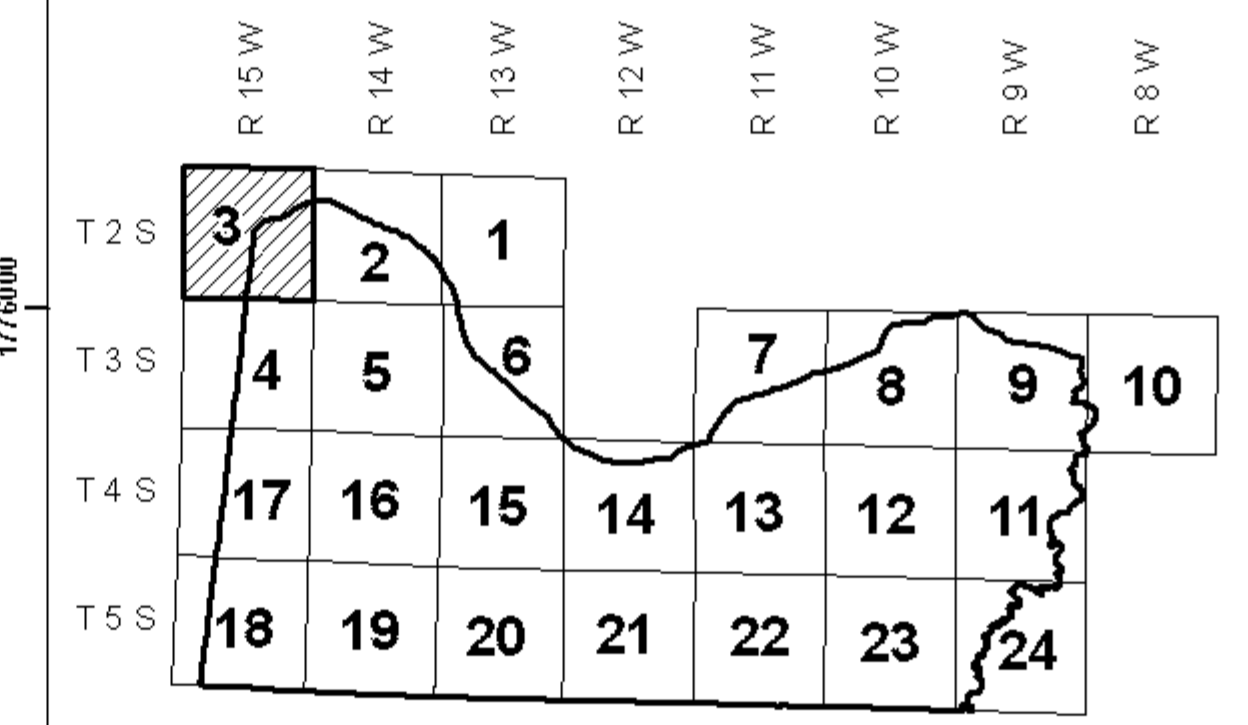 R 15 W R 14 W R 13 W R 12 W R 11 W R 10 W R 9 W R 8 W
T 2 S 3 2 1
1776000
T 3 S 4 5 6 7 8 9 10
T 4 S 17 16 15 14 13 12 11
T 5 S 18 19 20 21 22 23 24